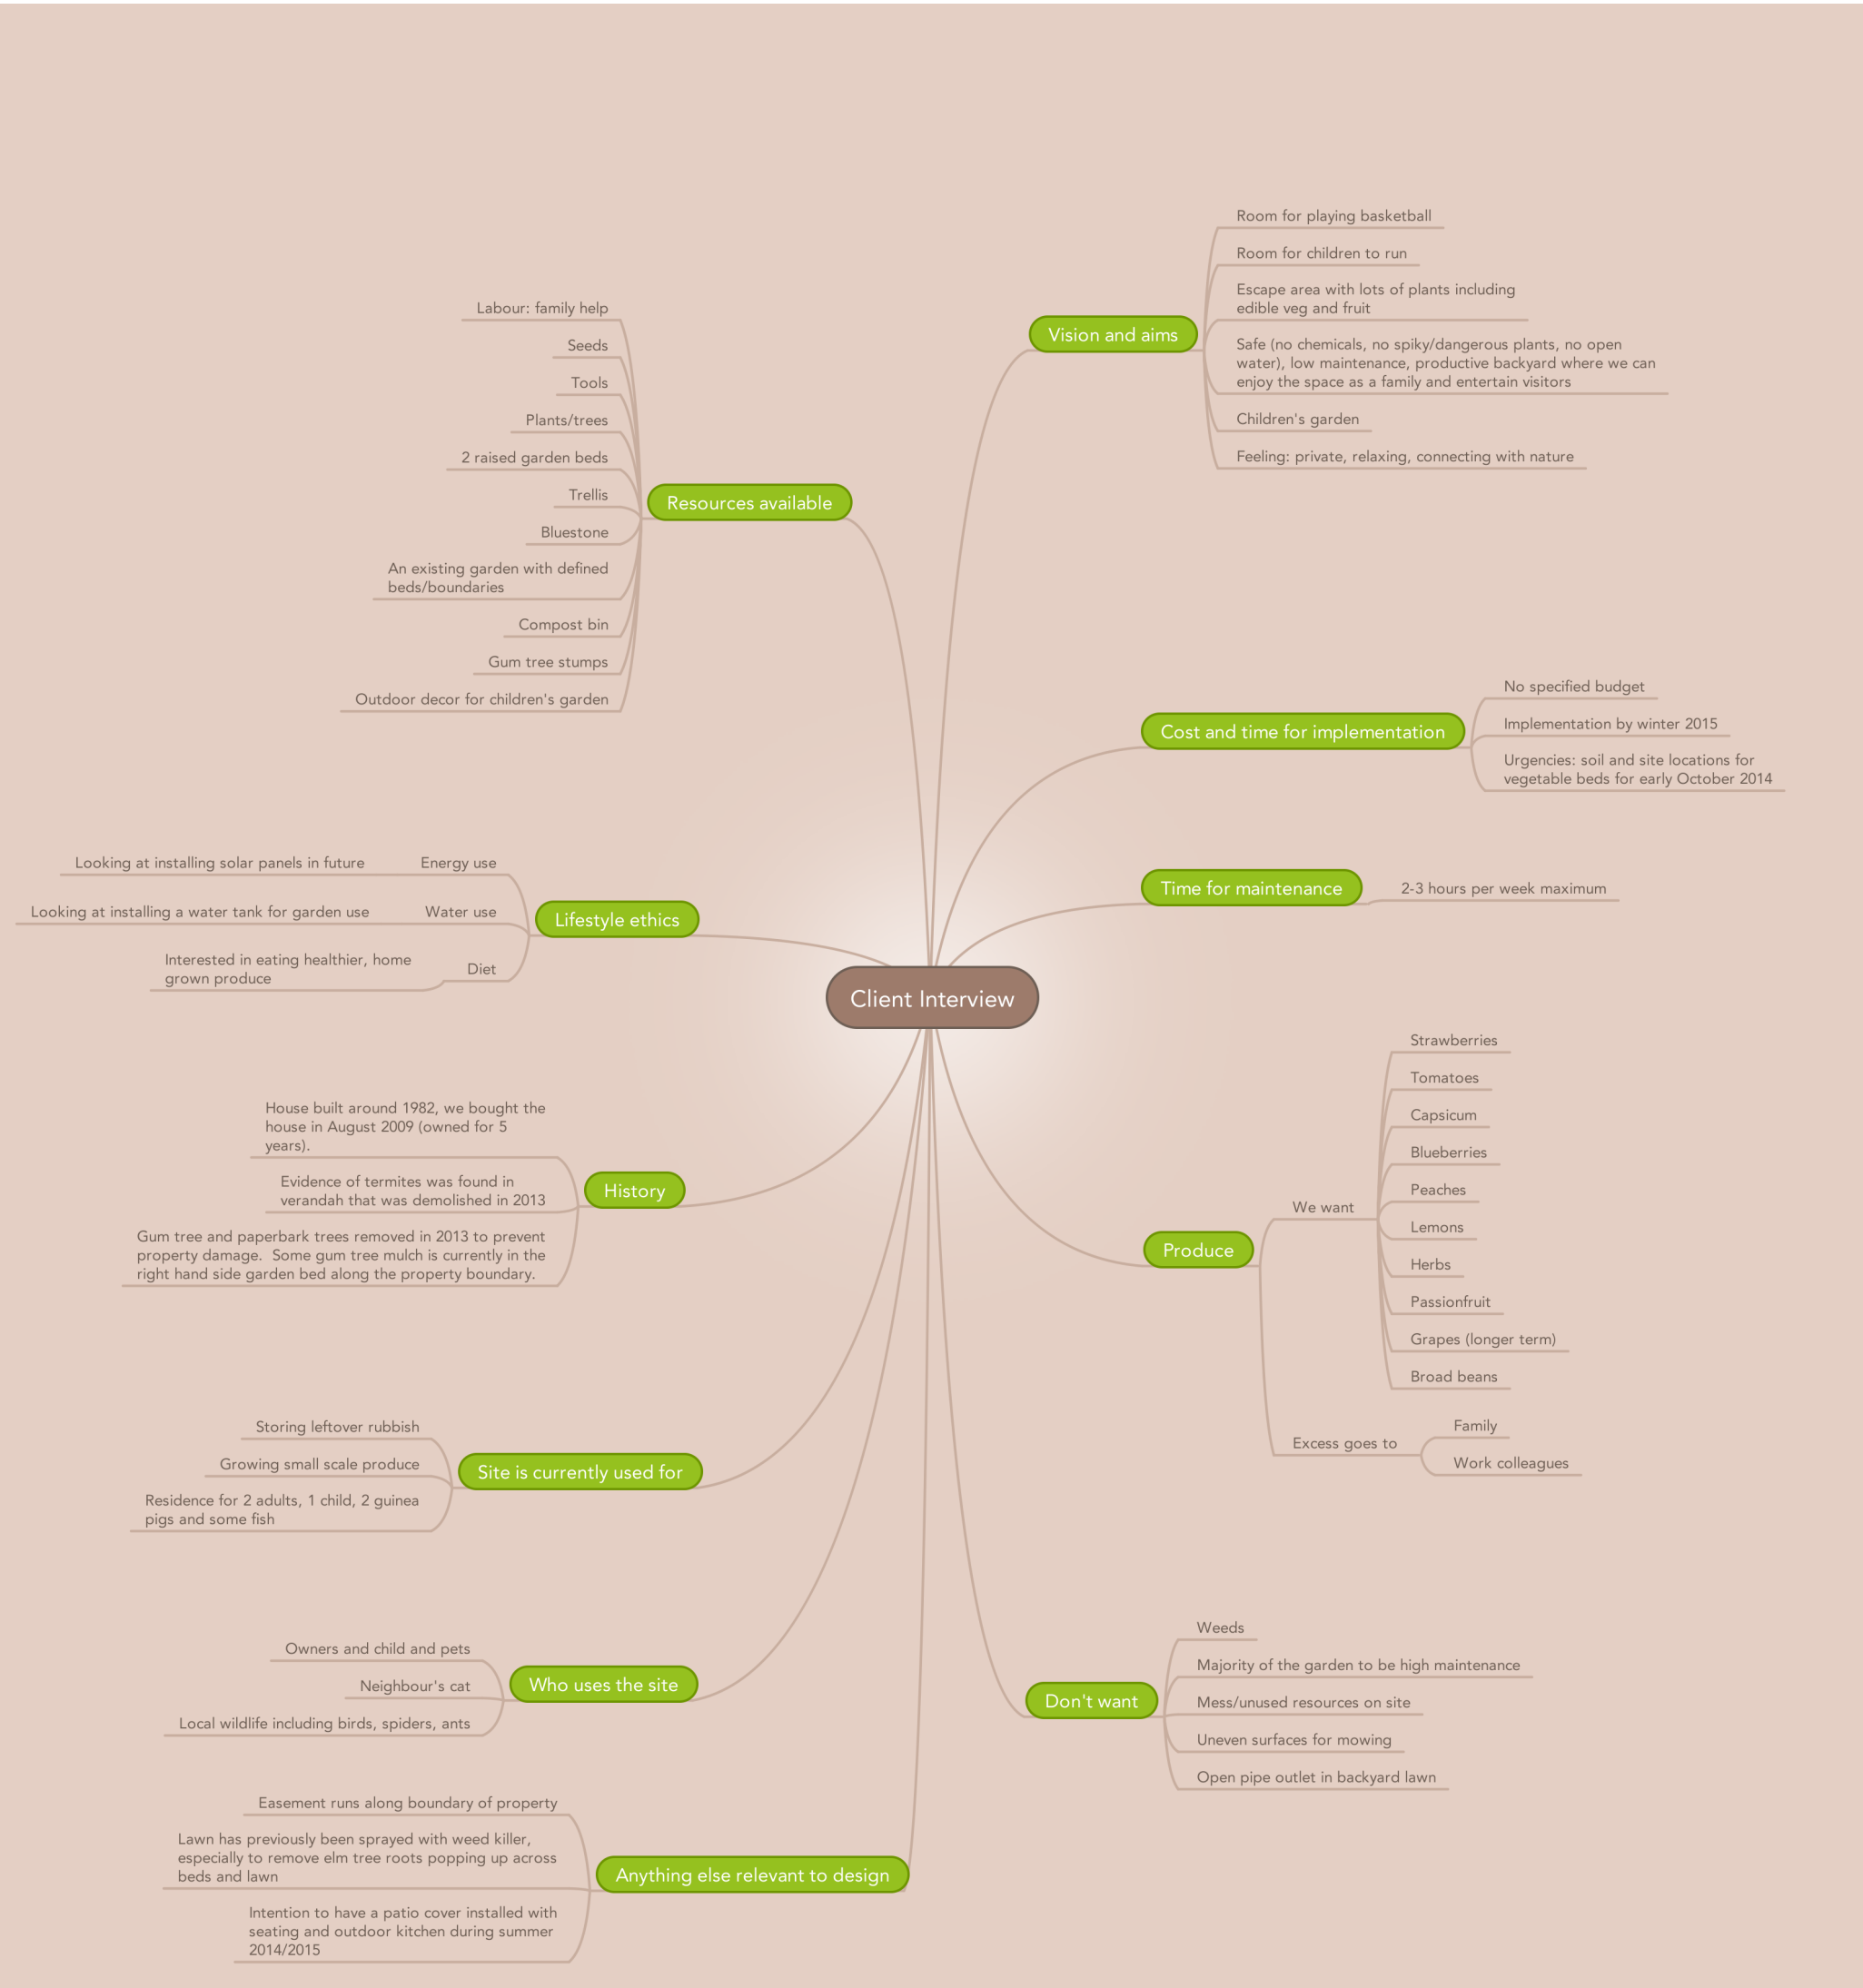 Client Interview
Vision and aims
Room for playing basketball
Room for children to run
Escape area with lots of plants including
edible veg and fruit
Safe (no chemicals, no spiky/dangerous plants, no open
water), low maintenance, productive backyard where we can
enjoy the space as a family and entertain visitors
Children's garden
Feeling: private, relaxing, connecting with nature
Cost and time for implementation
No specified budget
Implementation by winter 2015
Urgencies: soil and site locations for
vegetable beds for early October 2014
Time for maintenance
2-3 hours per week maximum
Produce
We want
Strawberries
Tomatoes
Capsicum
Blueberries
Peaches
Lemons
Herbs
Passionfruit
Grapes (longer term)
Broad beans
Excess goes to
Family
Work colleagues
Don't want
Weeds
Majority of the garden to be high maintenance
Mess/unused resources on site
Uneven surfaces for mowing
Open pipe outlet in backyard lawn
Resources available
Labour: family help
Seeds
Tools
Plants/trees
2 raised garden beds
Trellis
Bluestone
An existing garden with defined
beds/boundaries
Compost bin
Gum tree stumps
Outdoor decor for children's garden
Lifestyle ethics
Energy use
Looking at installing solar panels in future
Water use
Looking at installing a water tank for garden use
Diet
Interested in eating healthier, home
grown produce
History
House built around 1982, we bought the
house in August 2009 (owned for 5
years).
Evidence of termites was found in
verandah that was demolished in 2013
Gum tree and paperbark trees removed in 2013 to prevent
property damage.  Some gum tree mulch is currently in the
right hand side garden bed along the property boundary.
Site is currently used for
Storing leftover rubbish
Growing small scale produce
Residence for 2 adults, 1 child, 2 guinea
pigs and some fish
Who uses the site
Owners and child and pets
Neighbour's cat
Local wildlife including birds, spiders, ants
Anything else relevant to design
Easement runs along boundary of property
Lawn has previously been sprayed with weed killer,
especially to remove elm tree roots popping up across
beds and lawn
Intention to have a patio cover installed with
seating and outdoor kitchen during summer
2014/2015